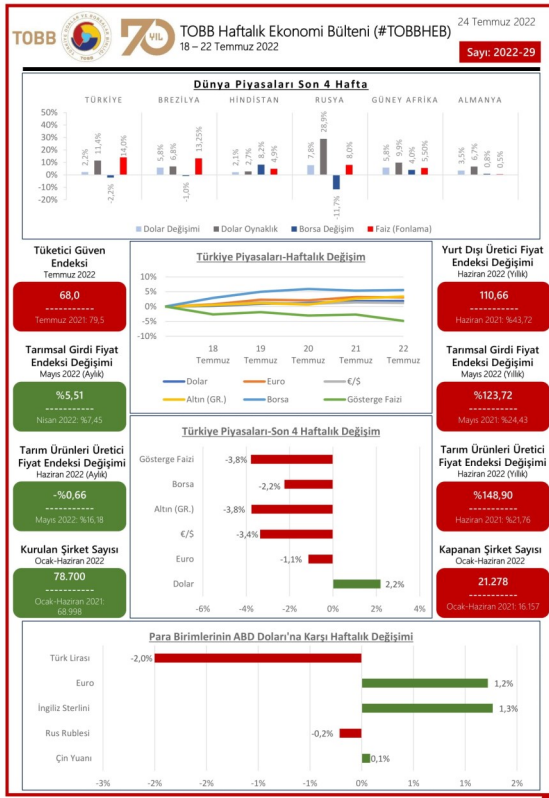 TOBB
70 YIL
TOBB Haftalık Ekonomi Bülteni (#TOBBHEB)
18 – 22 Temmuz 2022
24 Temmuz 2022
Sayı: 2022-29
Dünya Piyasaları Son 4 Hafta
TÜRKİYE BREZİLYA HİNDİSTAN RUSYA GÜNEY AFRİKA ALMANYA
50%
40%
30%
20%
10%
0%
-10%
-20%
2,2% 11,4% -2,2% 14,0%
5,8% 6,8% -1,0% 13,25%
2,1% 2,7% 8,2% 4,9%
7,8% 28,9% -11,7% 8,0%
5,8% 9,9% 4,0% 5,50%
3,5% 6,7% 0,8% 0,5%
Dolar Değişimi Dolar Oynaklık Borsa Değişim Faiz (Fonlama)
Tüketici Güven
Endeksi
Temmuz 2022
68,0
-----------
Temmuz 2021: 79,5
Tarımsal Girdi Fiyat
Endeksi Değişimi
Mayıs 2022 (Aylık)
%5,51
-----------
Nisan 2022: %7,45
Tarım Ürünleri Üretici
Fiyat Endeksi Değişimi
Haziran 2022 (Aylık)
-%0,66
-----------
Mayıs 2022: %16,18
Kurulan Şirket Sayısı
Ocak-Haziran 2022
78.700
-----------
Ocak-Haziran 2021:
68.998
Türkiye Piyasaları-Haftalık Değişim
10%
5%
0%
-5%
-10%
18 19 20 21 22
Temmuz Temmuz Temmuz Temmuz Temmuz
Dolar Euro €/$
Altın (GR.) Borsa Gösterge Faizi
Türkiye Piyasaları-Son 4 Haftalık Değişim
Gösterge Faizi -3,8%
Borsa -2,2%
Altın (GR.) -3,8%
€/$ -3,4%
Euro -1,1%
Dolar 2,2%
-6% -4% -2% 0% 2% 4%
Yurt Dışı Üretici Fiyat
Endeksi Değişimi
Haziran 2022 (Yıllık)
110,66
-----------
Haziran 2021: %43,72
Tarımsal Girdi Fiyat
Endeksi Değişimi
Mayıs 2022 (Yıllık)
%123,72
-----------
Mayıs 2021: %24,43
Tarım Ürünleri Üretici
Fiyat Endeksi Değişimi
Haziran 2022 (Yıllık)
%148,90
-----------
Haziran 2021: %21,76
Kapanan Şirket Sayısı
Ocak-Haziran 2022
21.278
-----------
Ocak-Haziran 2021: 16.157
Para Birimlerinin ABD Doları'na Karşı Haftalık Değişimi
Türk Lirası -2,0%
Euro 1,2%
İngiliz Sterlini 1,3%
Rus Rublesi -0,2%
Çin Yuanı 0,1%
-3% -2% -2% -1% -1% 0% 1% 1% 2% 2%